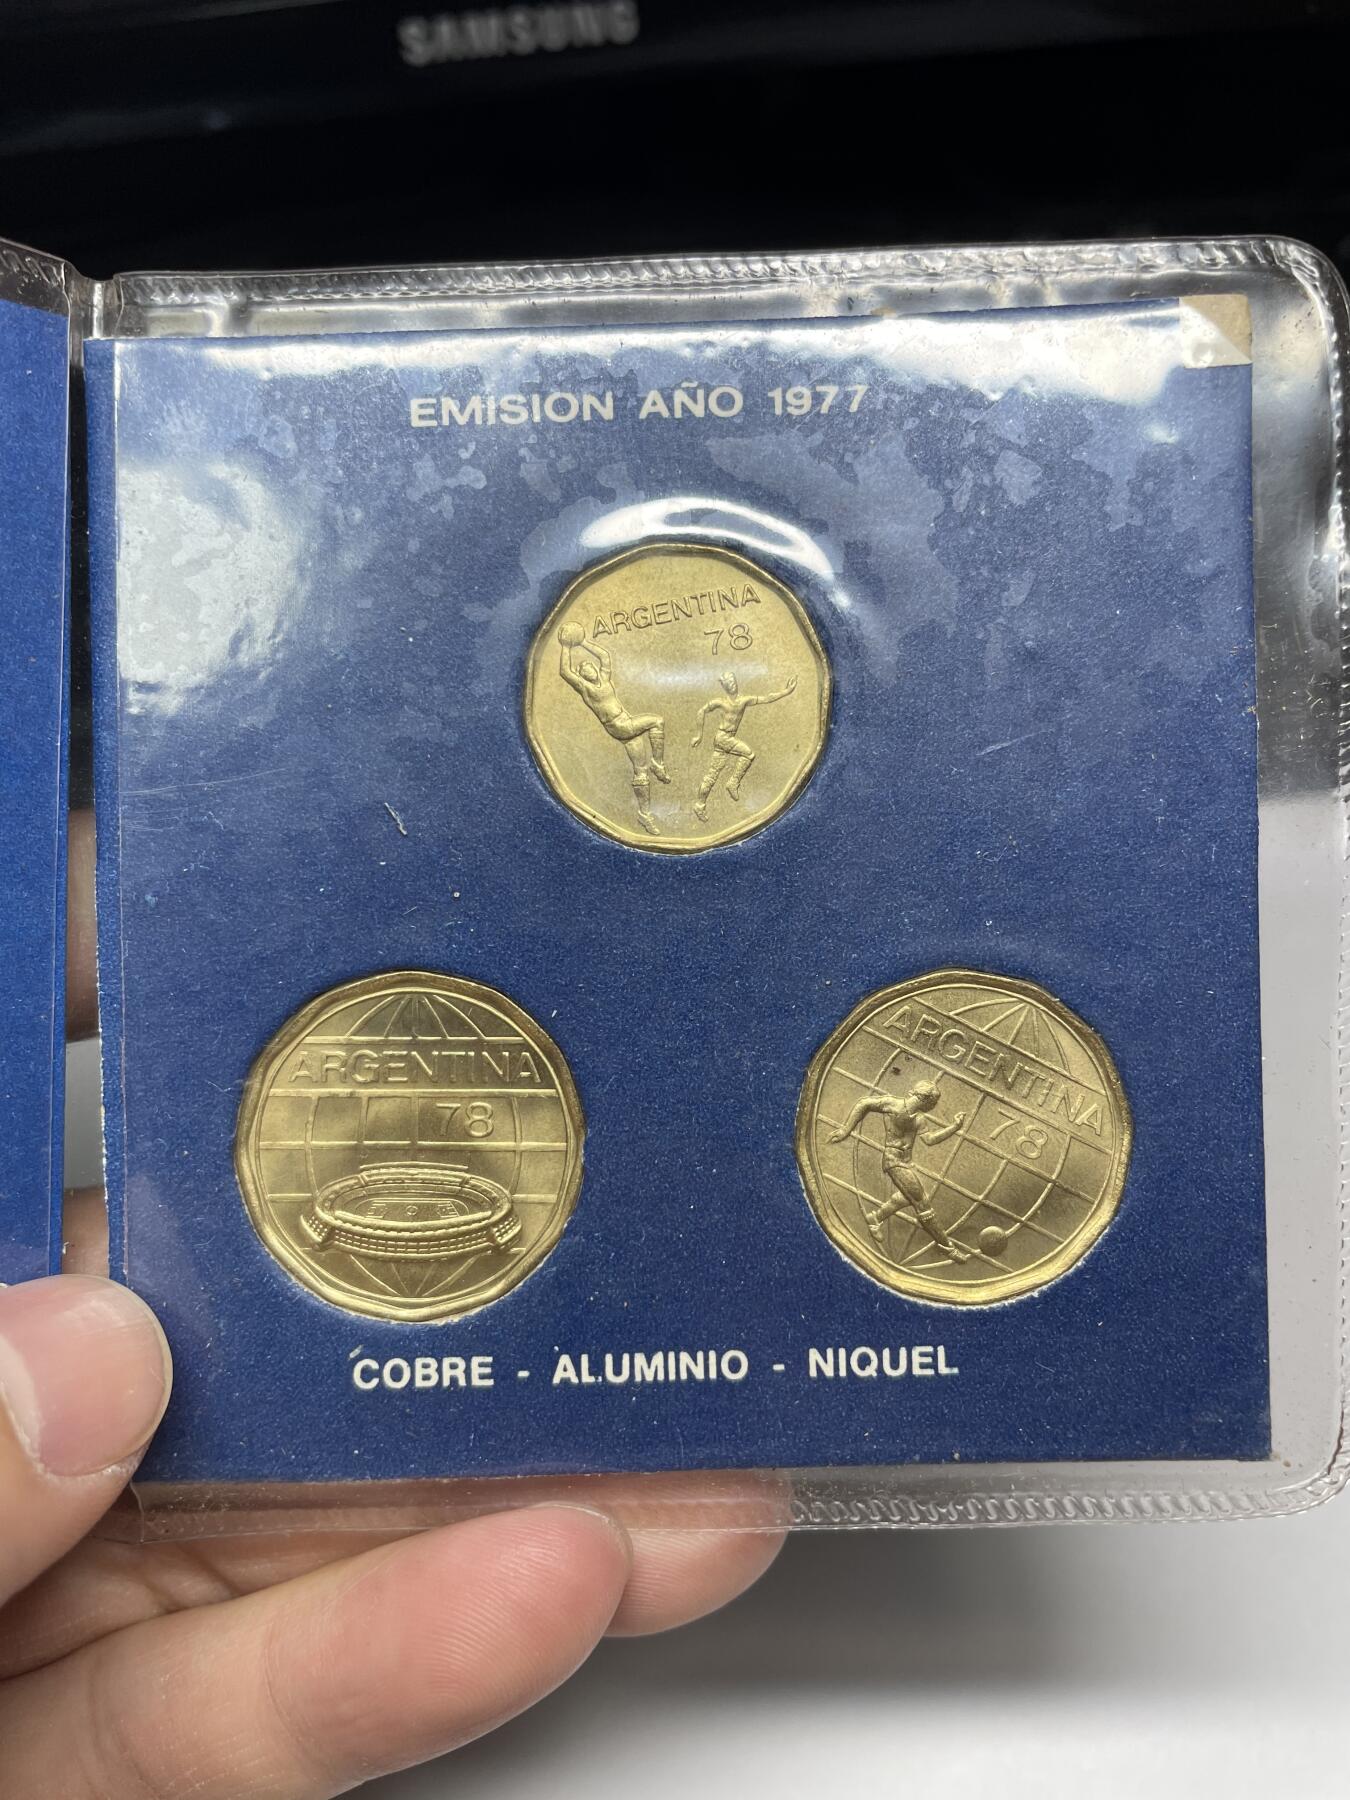 SAMSUNG
EMISION AÑO 1977
ARGENTINA
78
ARGENTINA
78
ARGENTINA
78
COBRE - ALUMINIO - NIQUEL